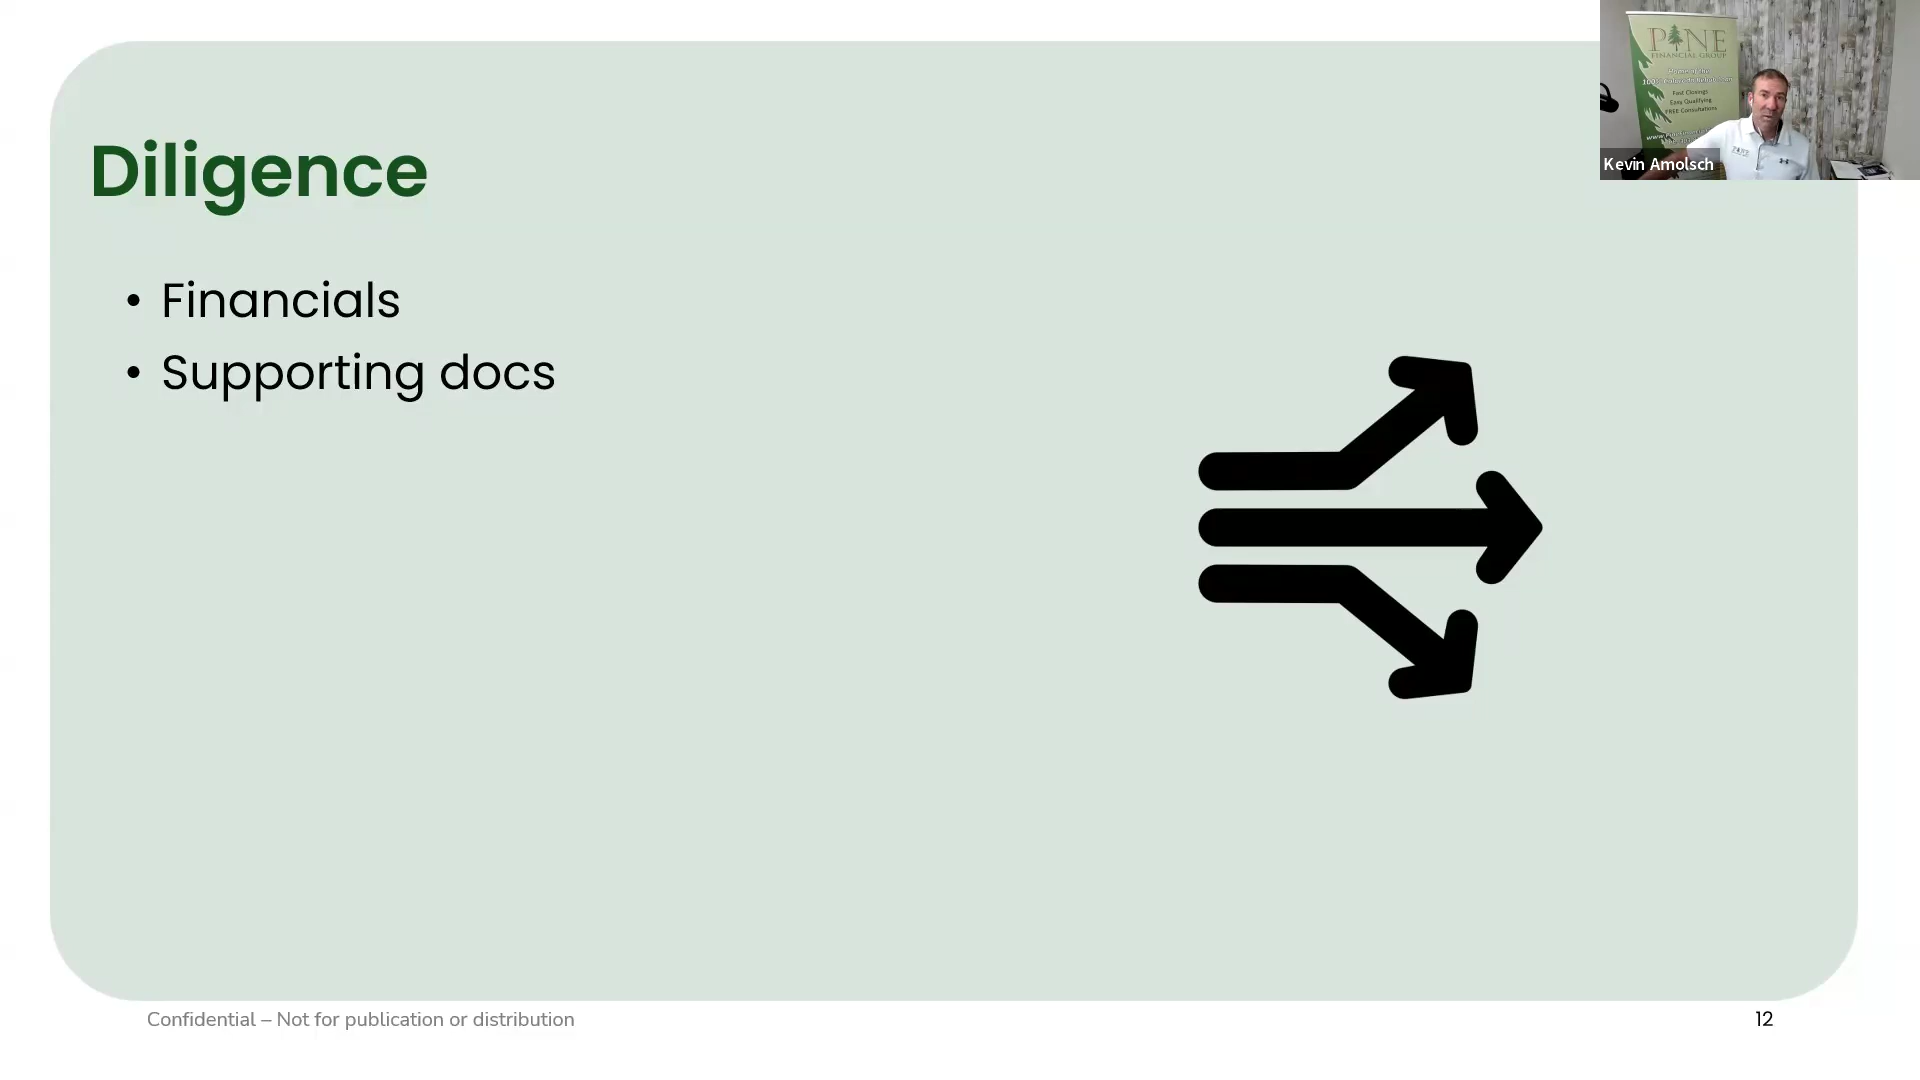 Diligence
• Financials
• Supporting docs
PINE
FINANCIAL GROUP
Fast Closings
Easy Qualifying
FREE Consultations
Kevin Amolsch
Confidential – Not for publication or distribution
12